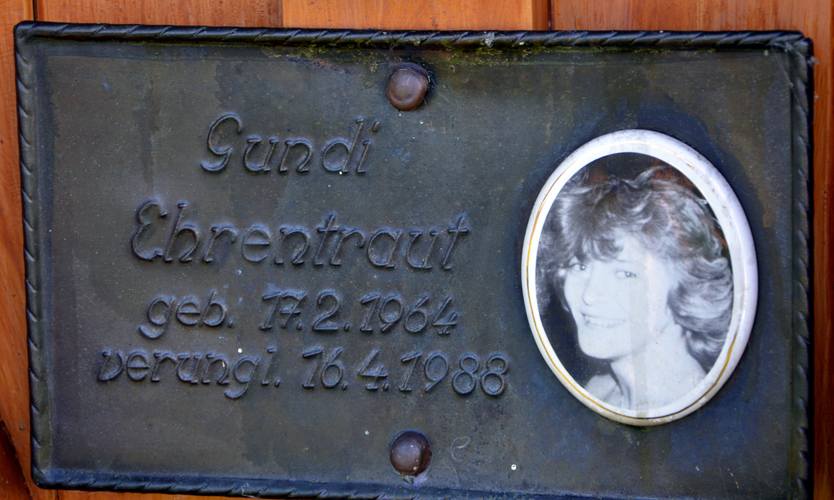 Gundi
Ehrentraut
geb. 17.2.1964
verungl. 16.4.1988